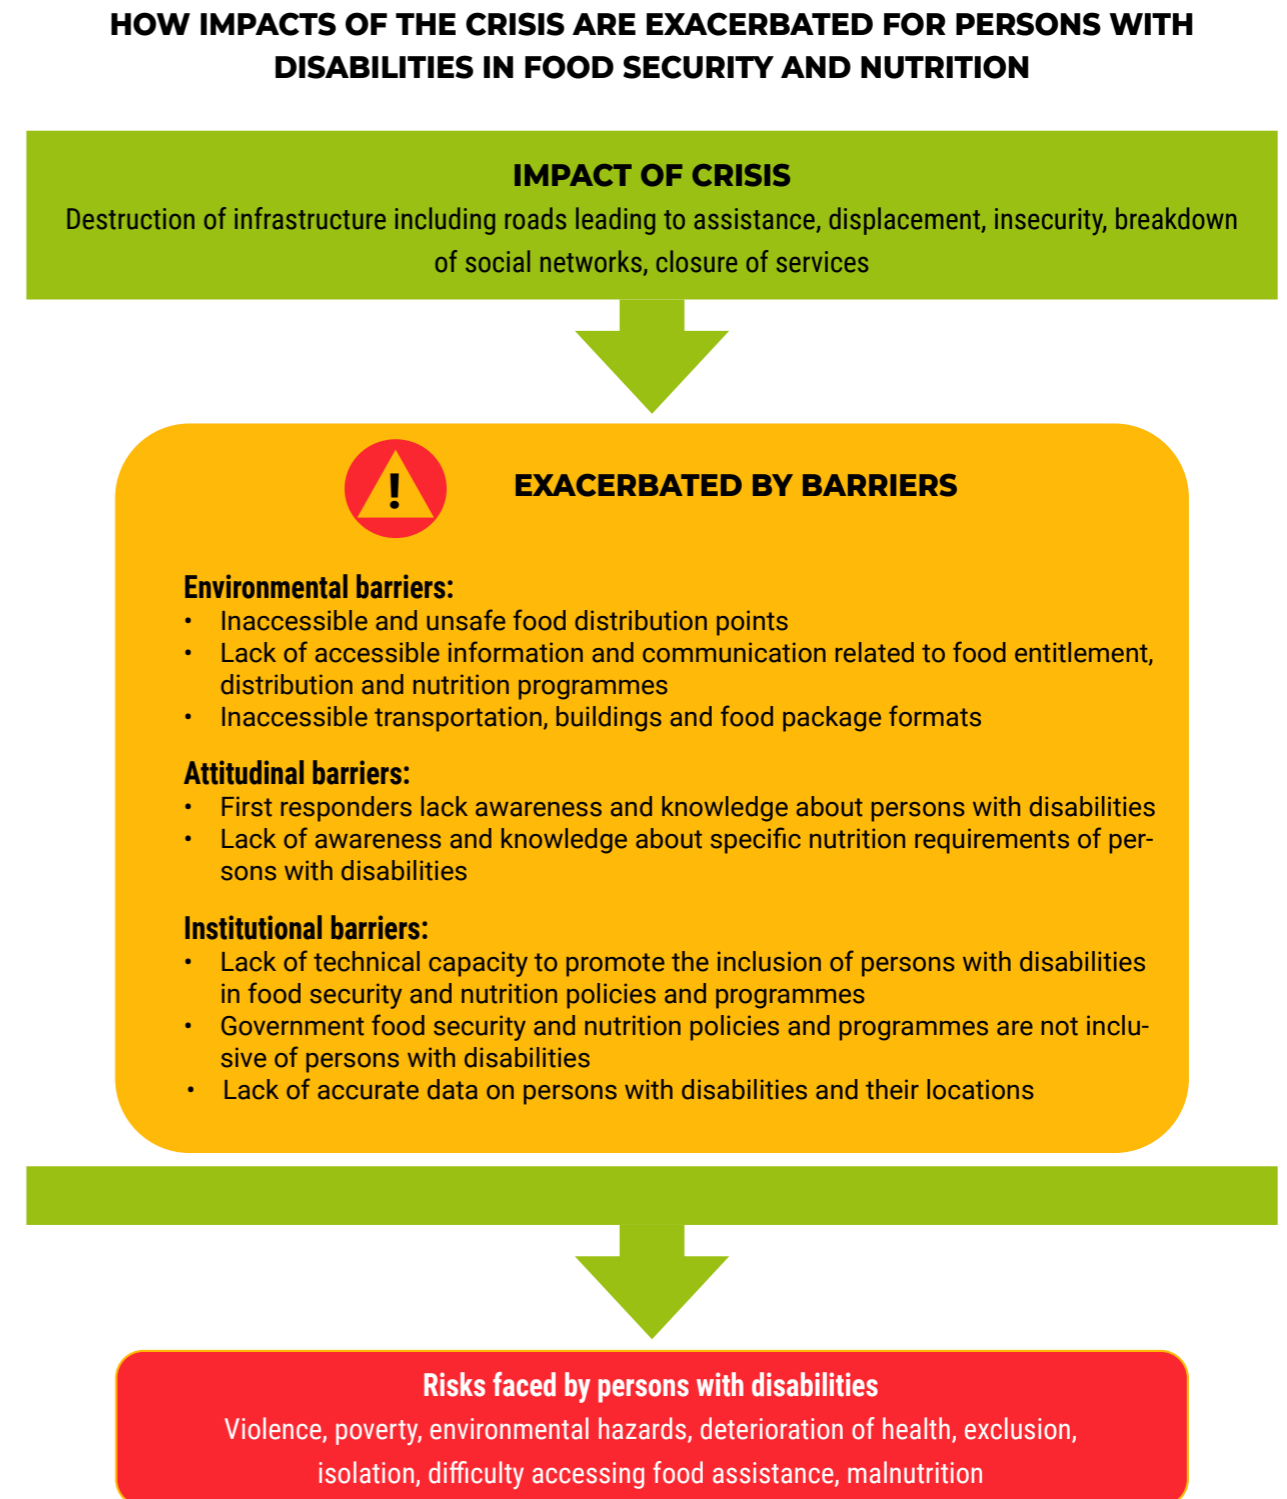 HOW IMPACTS OF THE CRISIS ARE EXACERBATED FOR PERSONS WITH
DISABILITIES IN FOOD SECURITY AND NUTRITION
IMPACT OF CRISIS
Destruction of infrastructure including roads leading to assistance, displacement, insecurity, breakdown
of social networks, closure of services
!
EXACERBATED BY BARRIERS
Environmental barriers:
• Inaccessible and unsafe food distribution points
• Lack of accessible information and communication related to food entitlement,
distribution and nutrition programmes
• Inaccessible transportation, buildings and food package formats
Attitudinal barriers:
• First responders lack awareness and knowledge about persons with disabilities
• Lack of awareness and knowledge about specific nutrition requirements of per-
sons with disabilities
Institutional barriers:
• Lack of technical capacity to promote the inclusion of persons with disabilities
in food security and nutrition policies and programmes
• Government food security and nutrition policies and programmes are not inclu-
sive of persons with disabilities
• Lack of accurate data on persons with disabilities and their locations
Risks faced by persons with disabilities
Violence, poverty, environmental hazards, deterioration of health, exclusion,
isolation, difficulty accessing food assistance, malnutrition